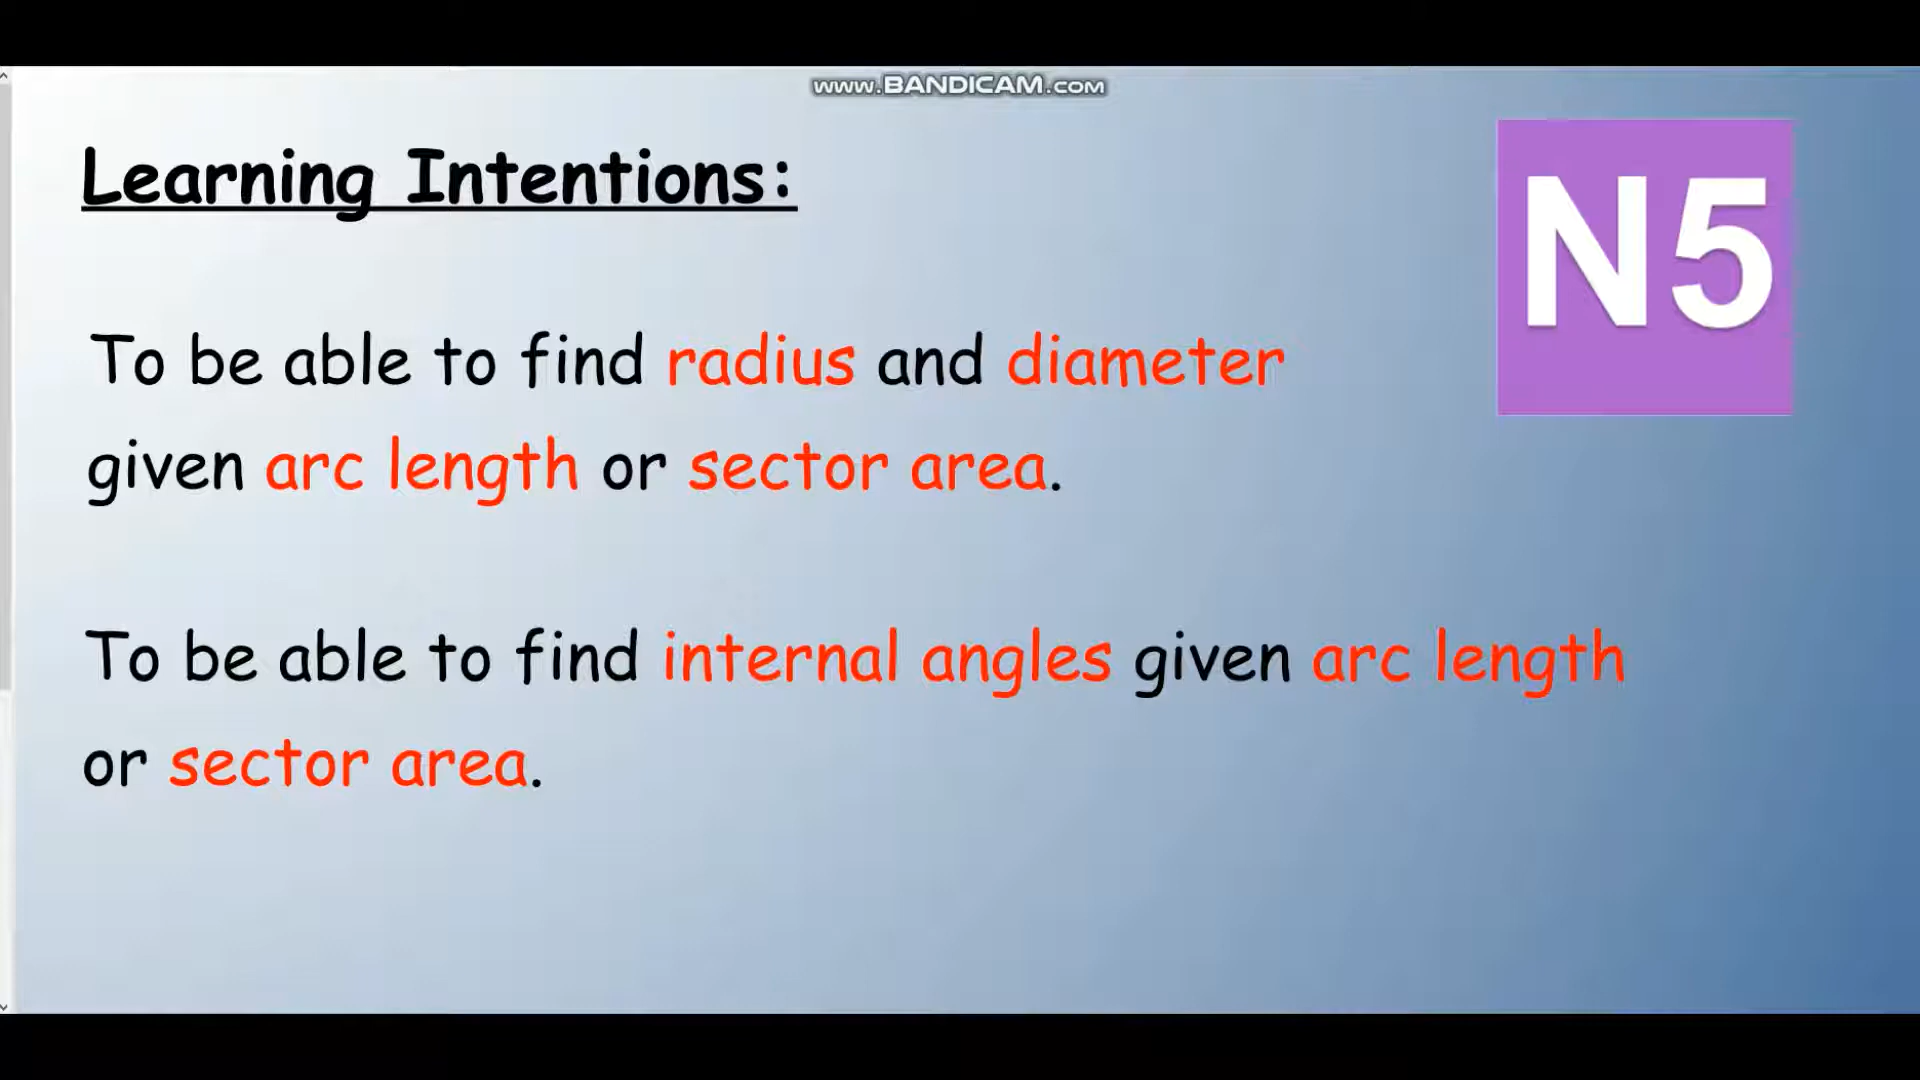 www.BANDICAM.com
Learning Intentions:
N5
To be able to find radius and diameter
given arc length or sector area.
To be able to find internal angles given arc length
or sector area.